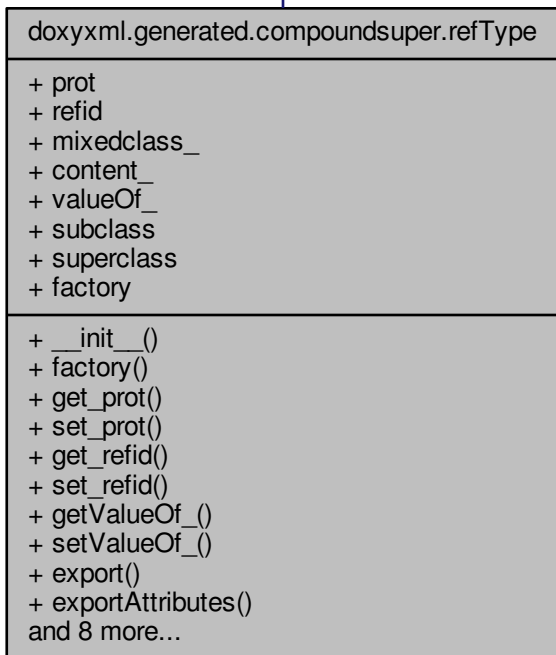 doxyxml.generated.compoundsuper.refType
+ prot
+ refid
+ mixedclass_
+ content_
+ valueOf_
+ subclass
+ superclass
+ factory
+ __init__()
+ factory()
+ get_prot()
+ set_prot()
+ get_refid()
+ set_refid()
+ getValueOf_()
+ setValueOf_()
+ export()
+ exportAttributes()
and 8 more...